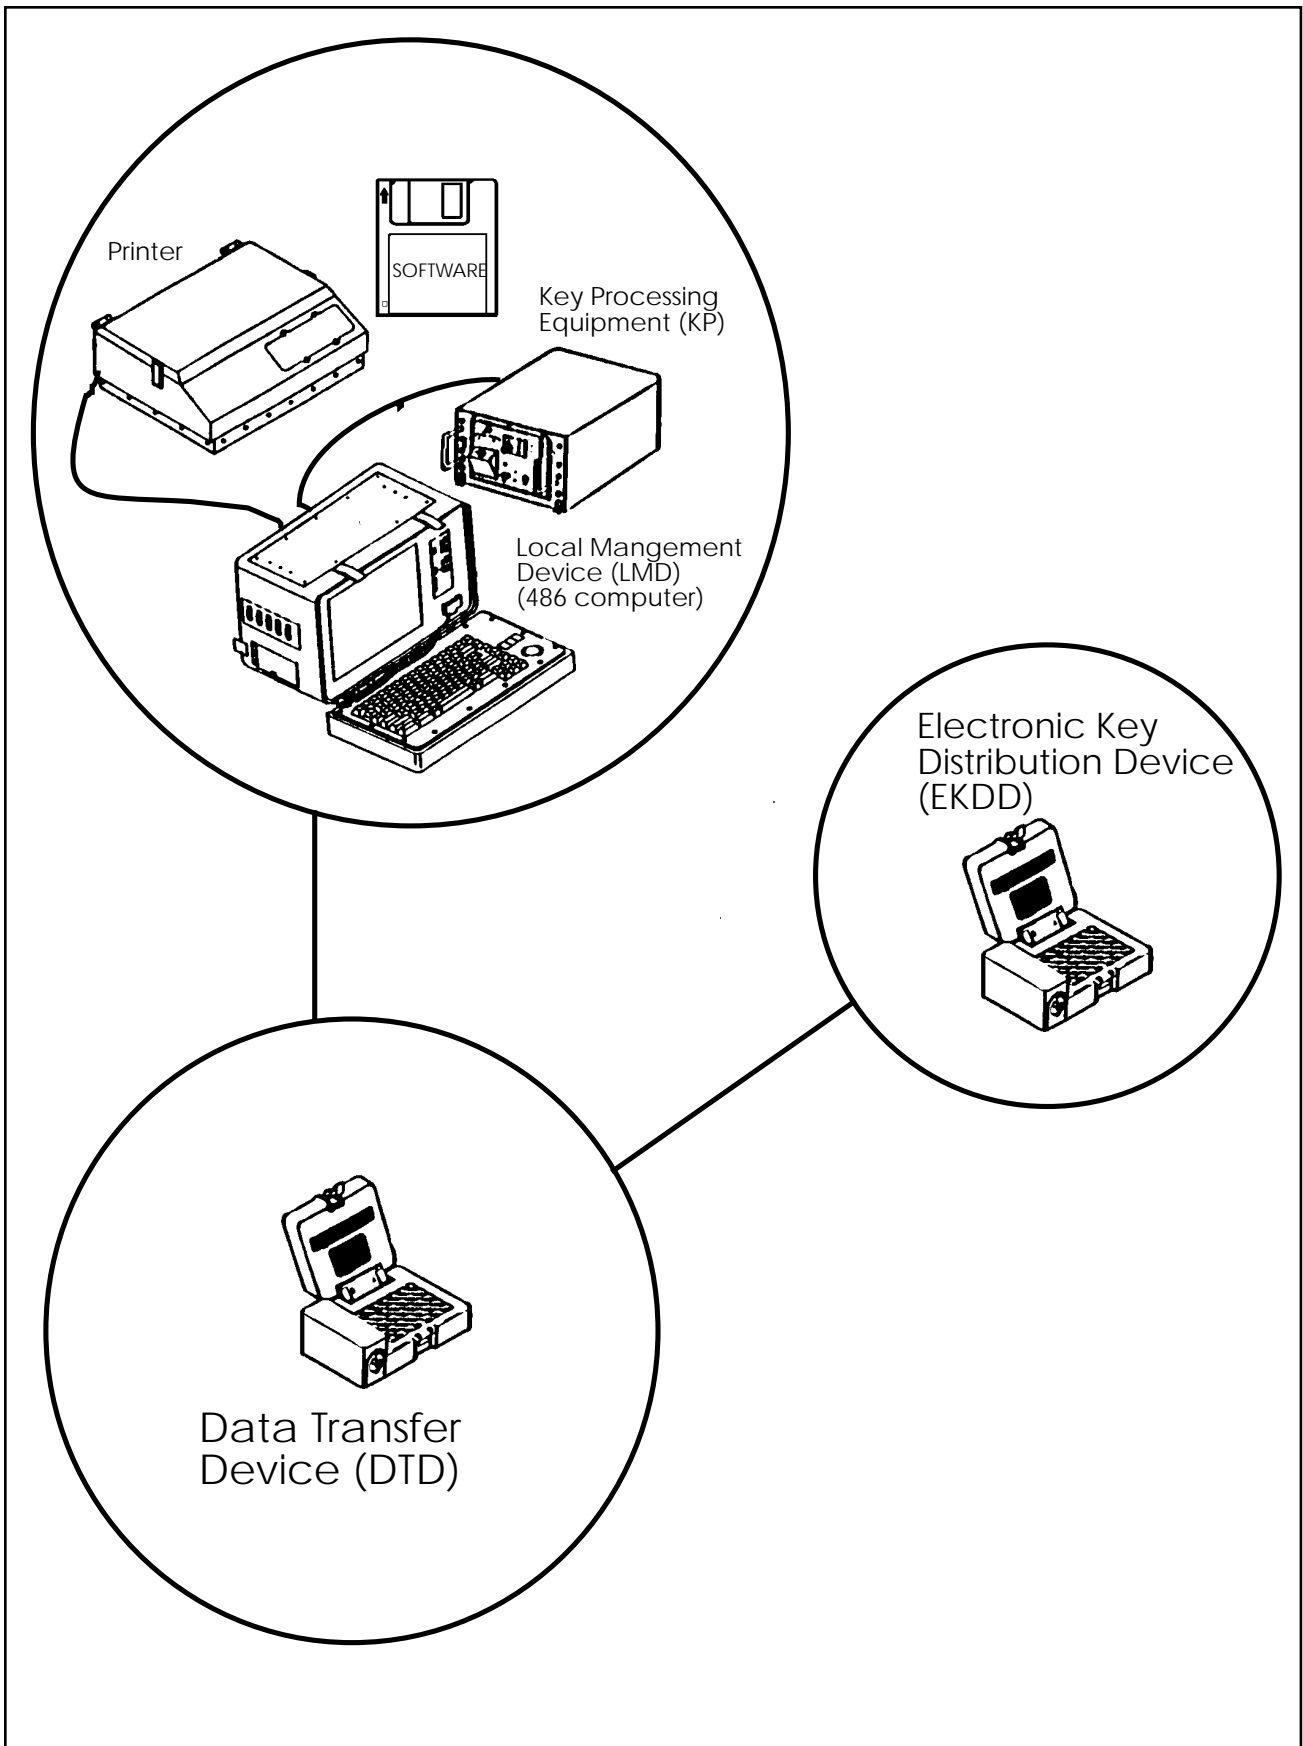 Printer
SOFTWARE
Key Processing
Equipment (KP)
Local Mangement
Device (LMD)
(486 computer)
Electronic Key
Distribution Device
(EKDD)
Data Transfer
Device (DTD)